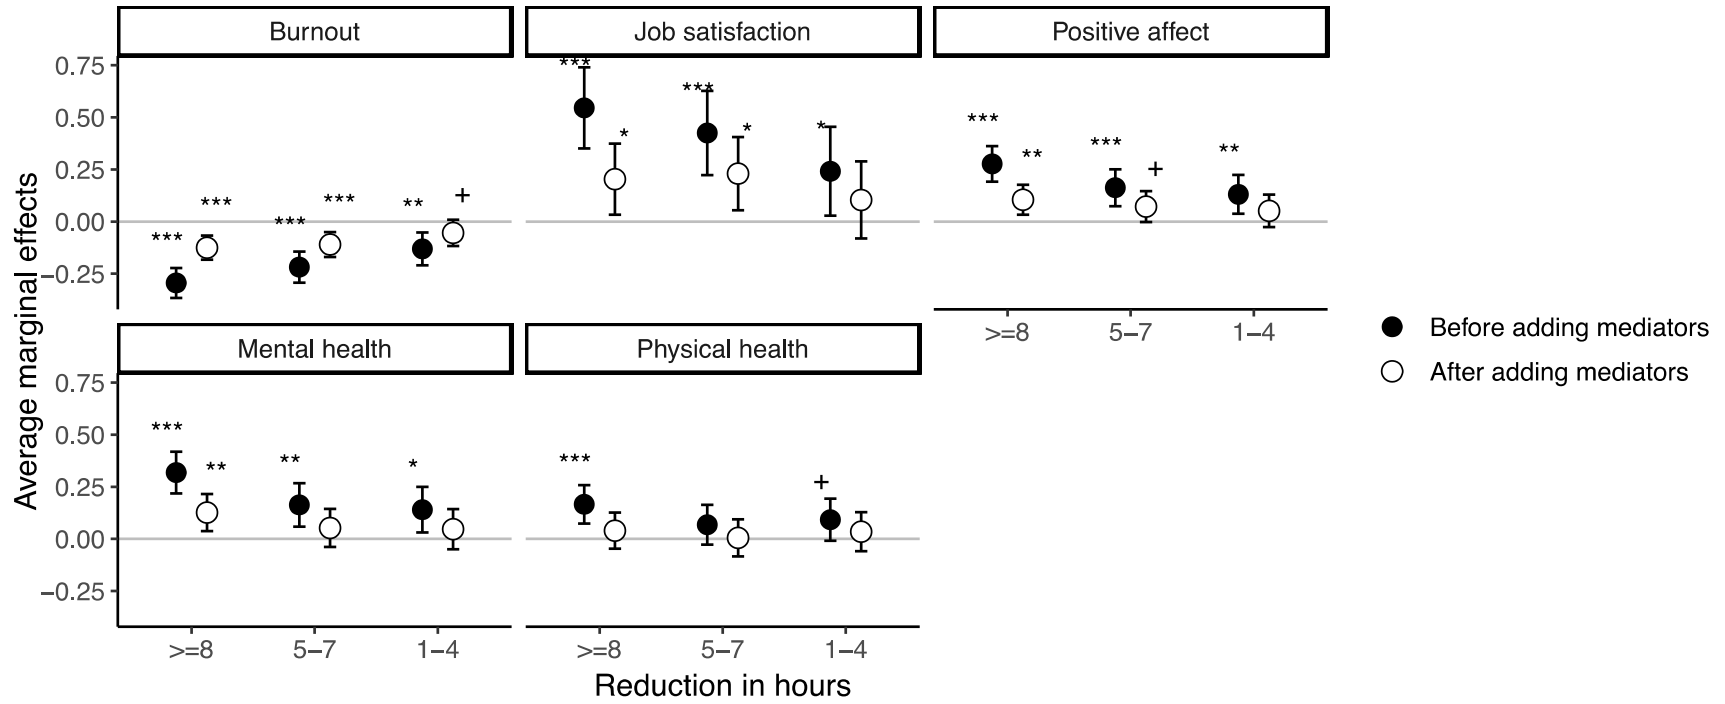 Burnout
Job satisfaction
Positive affect
Average marginal effects
0.75
0.50
0.25
0.00
−0.25
*** *** *** *** ** +
*** * *** * *
*** ** *** + **
>=8 5−7 1−4
Before adding mediators
After adding mediators
Mental health
Physical health
0.75
0.50
0.25
0.00
−0.25
*** ** ** *
*** +
>=8 5−7 1−4
>=8 5−7 1−4
Reduction in hours